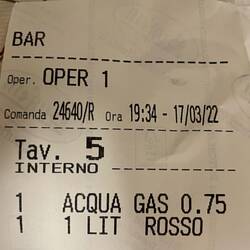 BAR
Oper. OPER 1
Comanda 24640/R Ora 19:34 - 17/03/22
Tav. 5
INTERNO
1 ACQUA GAS 0.75
1 1 LIT ROSSO